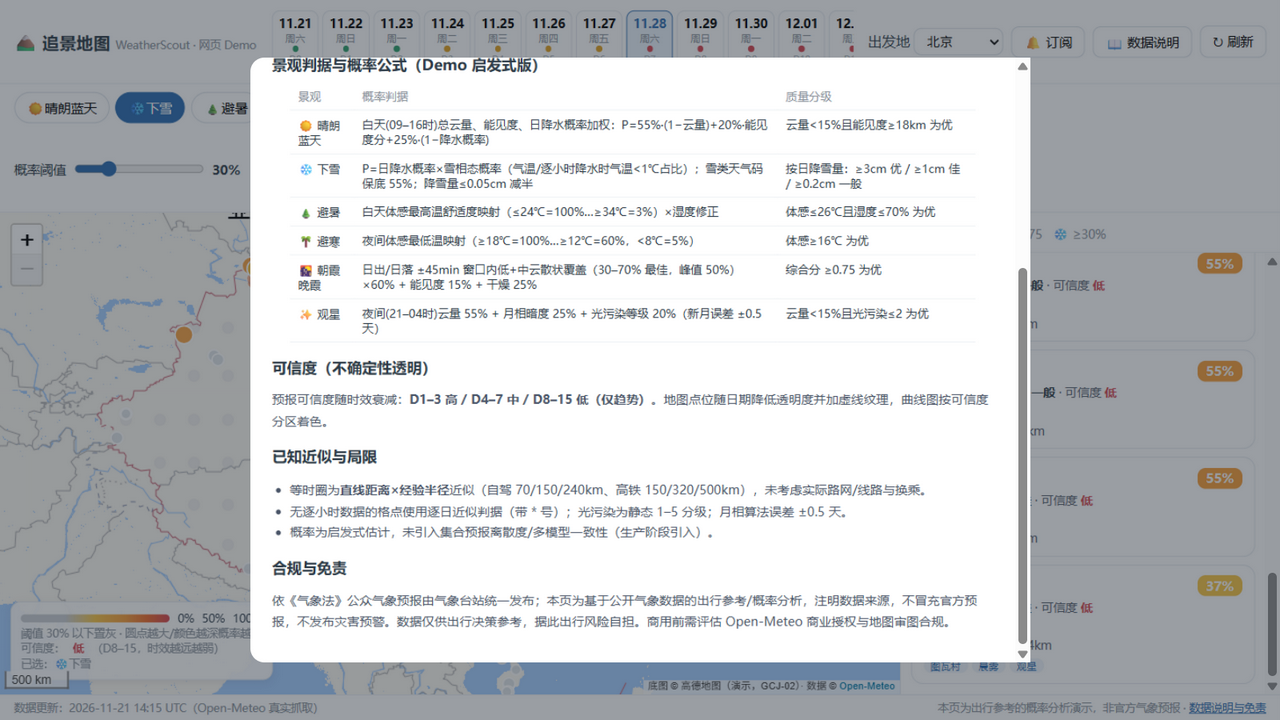 追景地图 WeatherScout · 网页 Demo
11.21 11.22 11.23 11.24 11.25 11.26 11.27 11.28 11.29 11.30 12.01 12.
周六 周日 周一 周二 周三 周四 周五 周六 周日 周一 周二 周
出发地 北京 订阅 数据说明 刷新
晴朗蓝天 下雪 避暑
概率阈值 30%
景观判据与概率公式（Demo 启发式版）
景观 概率判据 质量分级
晴朗蓝天 白天(09–16时)总云量、能见度、日降水概率加权：P=55%·(1−云量)+20%·能见
度分+25%·(1−降水概率) 云量<15%且能见度≥18km 为优
下雪 P=日降水概率×雪相态概率（气温/逐小时降水时气温<1℃占比）；雪类天气码
保底 55%；降雪量≤0.05cm 减半 按日降雪量：≥3cm 优 / ≥1cm 佳
/ ≥0.2cm 一般
避暑 白天体感最高温舒适度映射（≤24℃=100%…≥34℃=3%）×湿度修正 体感≤26℃且湿度≤70% 为优
避寒 夜间体感最低温映射（≥18℃=100%…≥12℃=60%，<8℃=5%） 体感≥16℃ 为优
朝霞晚霞 日出/日落 ±45min 窗口内低+中云散状覆盖（30–70% 最佳，峰值 50%）
×60% + 能见度 15% + 干燥 25% 综合分 ≥0.75 为优
观星 夜间(21–04时)云量 55% + 月相暗度 25% + 光污染等级 20%（新月误差 ±0.5
天） 云量<15%且光污染≤2 为优
可信度（不确定性透明）
预报可信度随时效衰减：D1–3 高 / D4–7 中 / D8–15 低（仅趋势）。地图点位随日期降低透明度并加虚线纹理，曲线图按可信度
分区着色。
已知近似与局限
• 等时圈为直线距离×经验半径近似（自驾 70/150/240km、高铁 150/320/500km），未考虑实际路网/线路与换乘。
• 无逐小时数据的格点使用逐日近似判据（带 * 号）；光污染为静态 1–5 分级；月相算法误差 ±0.5 天。
• 概率为启发式估计，未引入集合预报离散度/多模型一致性（生产阶段引入）。
合规与免责
依《气象法》公众气象预报由气象台站统一发布；本页为基于公开气象数据的出行参考/概率分析，注明数据来源，不冒充官方预
报，不发布灾害预警。数据仅供出行决策参考，据此出行风险自担。商用前需评估 Open-Meteo 商业授权与地图审图合规。
+
−
75 ≥30%
55%
般 · 可信度 低
55%
一般 · 可信度 低
km
55%
· 可信度 低
37%
· 可信度 低
4km
图瓦村 晨雾 观星
0% 50% 100
阈值 30% 以下置灰 · 圆点越大/颜色越深概率越
可信度： 低 （D8–15，时效越远越弱）
已选： 下雪
500 km
底图 © 高德地图（演示，GCJ-02）· 数据 © Open-Meteo
数据更新：2026-11-21 14:15 UTC（Open-Meteo 真实抓取）
本页为出行参考的概率分析演示，非官方气象预报 · 数据说明与免责